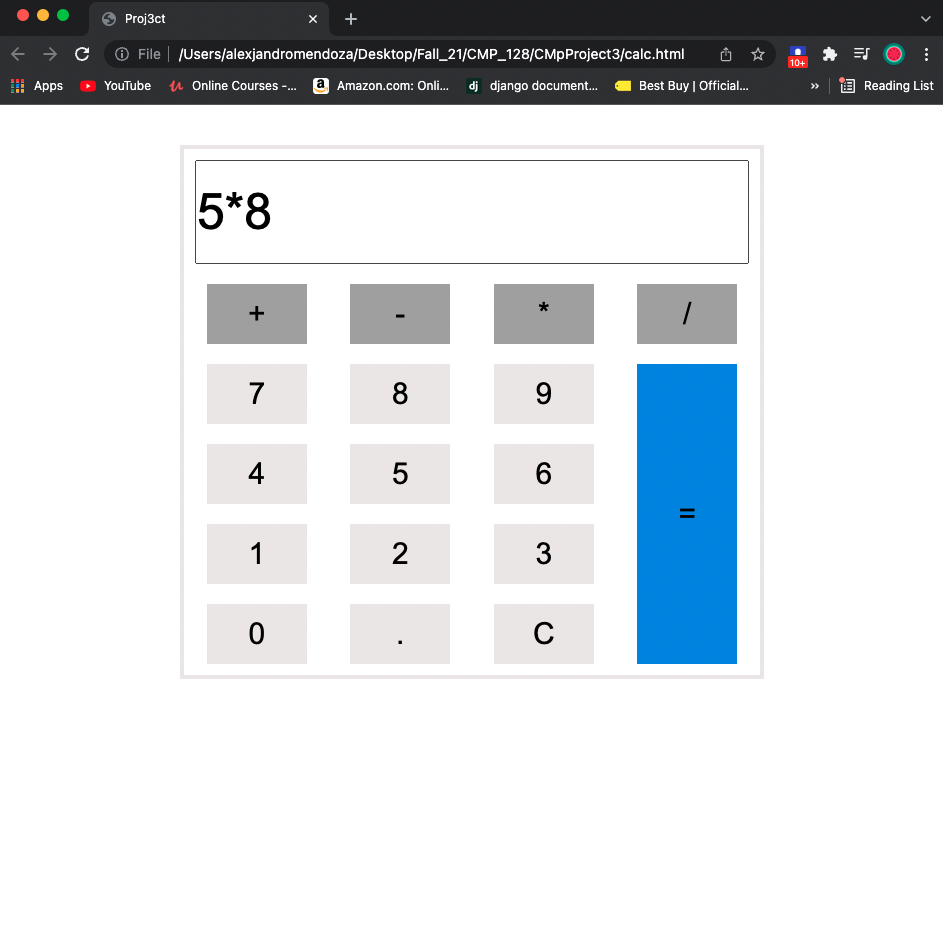 Proj3ct
File
/Users/alexjandromendoza/Desktop/Fall_21/CMP_128/CMpProject3/calc.html
10+
Apps
YouTube
Online Courses -...
a
Amazon.com: Onli...
dj
django document...
Best Buy | Official...
»
Reading List
5*8
+ - * /
7 8 9
4 5 6
=
1 2 3
0 . C